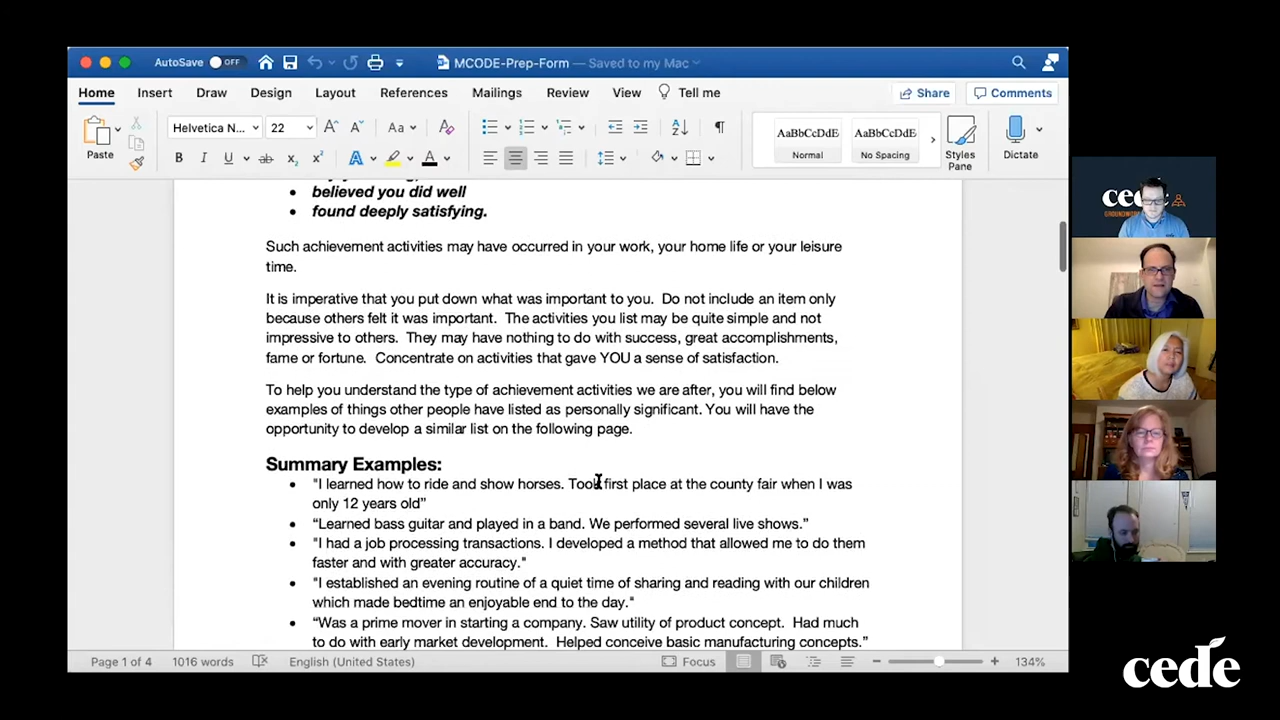 AutoSave OFF MCODE-Prep-Form — Saved to my Mac
Home Insert Draw Design Layout References Mailings Review View Tell me Share Comments
Paste Helvetica N... 22 AaBbCcDdE AaBbCcDdE
Normal No Spacing Styles Pane Dictate
believed you did well
found deeply satisfying.
Such achievement activities may have occurred in your work, your home life or your leisure
time.
It is imperative that you put down what was important to you. Do not include an item only
because others felt it was important. The activities you list may be quite simple and not
impressive to others. They may have nothing to do with success, great accomplishments,
fame or fortune. Concentrate on activities that gave YOU a sense of satisfaction.
To help you understand the type of achievement activities we are after, you will find below
examples of things other people have listed as personally significant. You will have the
opportunity to develop a similar list on the following page.
Summary Examples:
"I learned how to ride and show horses. Took first place at the county fair when I was
only 12 years old”
“Learned bass guitar and played in a band. We performed several live shows.”
"I had a job processing transactions. I developed a method that allowed me to do them
faster and with greater accuracy."
"I established an evening routine of a quiet time of sharing and reading with our children
which made bedtime an enjoyable end to the day."
“Was a prime mover in starting a company. Saw utility of product concept. Had much
to do with early market development. Helped conceive basic manufacturing concepts.”
Page 1 of 4 1016 words English (United States) Focus 134%
cede